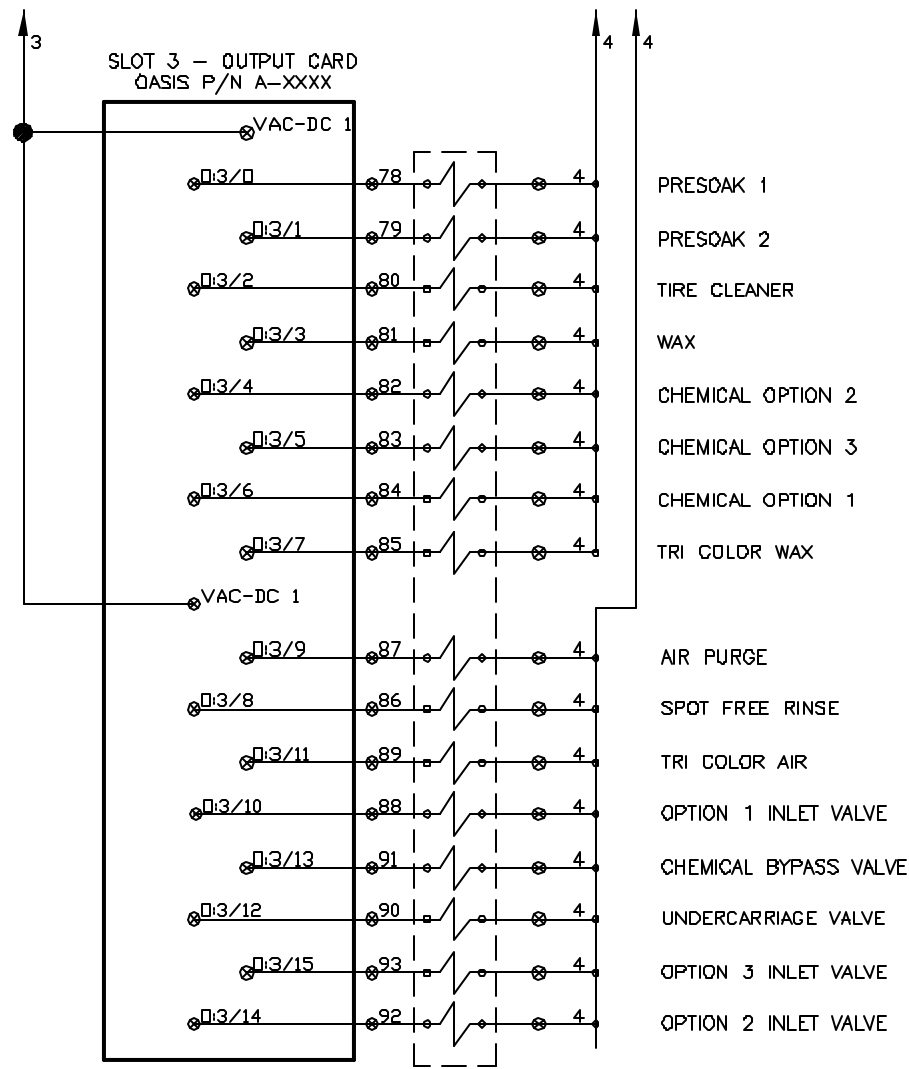 3
4 4
SLOT 3 – OUTPUT CARD
OASIS P/N A–XXXX
VAC-DC 1
O:3/0 78 4 PRESOAK 1
O:3/1 79 4 PRESOAK 2
O:3/2 80 4 TIRE CLEANER
O:3/3 81 4 WAX
O:3/4 82 4 CHEMICAL OPTION 2
O:3/5 83 4 CHEMICAL OPTION 3
O:3/6 84 4 CHEMICAL OPTION 1
O:3/7 85 4 TRI COLOR WAX
VAC-DC 1
O:3/9 87 4 AIR PURGE
O:3/8 86 4 SPOT FREE RINSE
O:3/11 89 4 TRI COLOR AIR
O:3/10 88 4 OPTION 1 INLET VALVE
O:3/13 91 4 CHEMICAL BYPASS VALVE
O:3/12 90 4 UNDERCARRIAGE VALVE
O:3/15 93 4 OPTION 3 INLET VALVE
O:3/14 92 4 OPTION 2 INLET VALVE